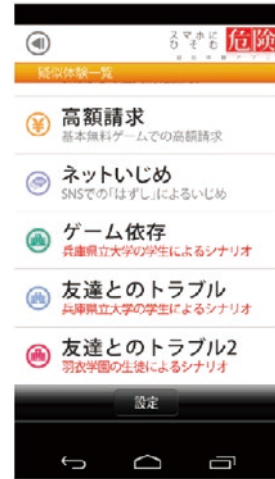 スマホに
ひそむ
危険
疑似体験一覧
高額請求
基本無料ゲームでの高額請求
ネットいじめ
SNSでの「はずし」によるいじめ
ゲーム依存
兵庫県立大学の学生によるシナリオ
友達とのトラブル
兵庫県立大学の学生によるシナリオ
友達とのトラブル2
羽衣学園の生徒によるシナリオ
設定